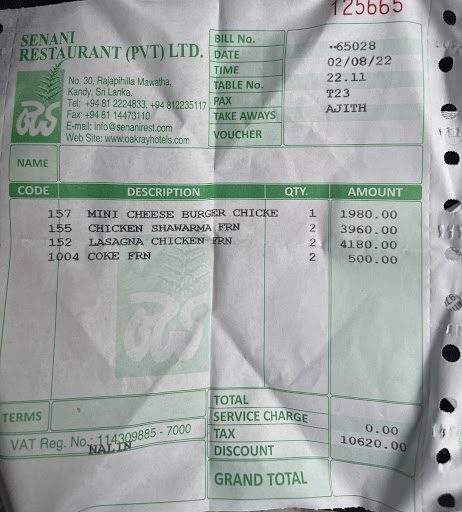 125665
SENANI
RESTAURANT (PVT) LTD.
No. 30, Rajapihilla Mawatha,
Kandy, Sri Lanka.
Tel: +94 81 2224833, +94 812235117
Fax: +94 81 14473110
E-mail: info@senanirest.com
Web Site: www.oakrayhotels.com
BILL No. 65028
DATE 02/08/22
TIME 22.11
TABLE No. T23
PAX AJITH
TAKE AWAYS
VOUCHER
NAME
CODE DESCRIPTION QTY. AMOUNT
157 MINI CHEESE BURGER CHICKE 1 1980.00
155 CHICKEN SHAWARMA FRN 2 3960.00
152 LASAGNA CHICKEN FRN 2 4180.00
1004 COKE FRN 2 500.00
TOTAL
TERMS SERVICE CHARGE 0.00
VAT Reg. No.: 114309885 - 7000 TAX 10620.00
NALIN DISCOUNT
GRAND TOTAL